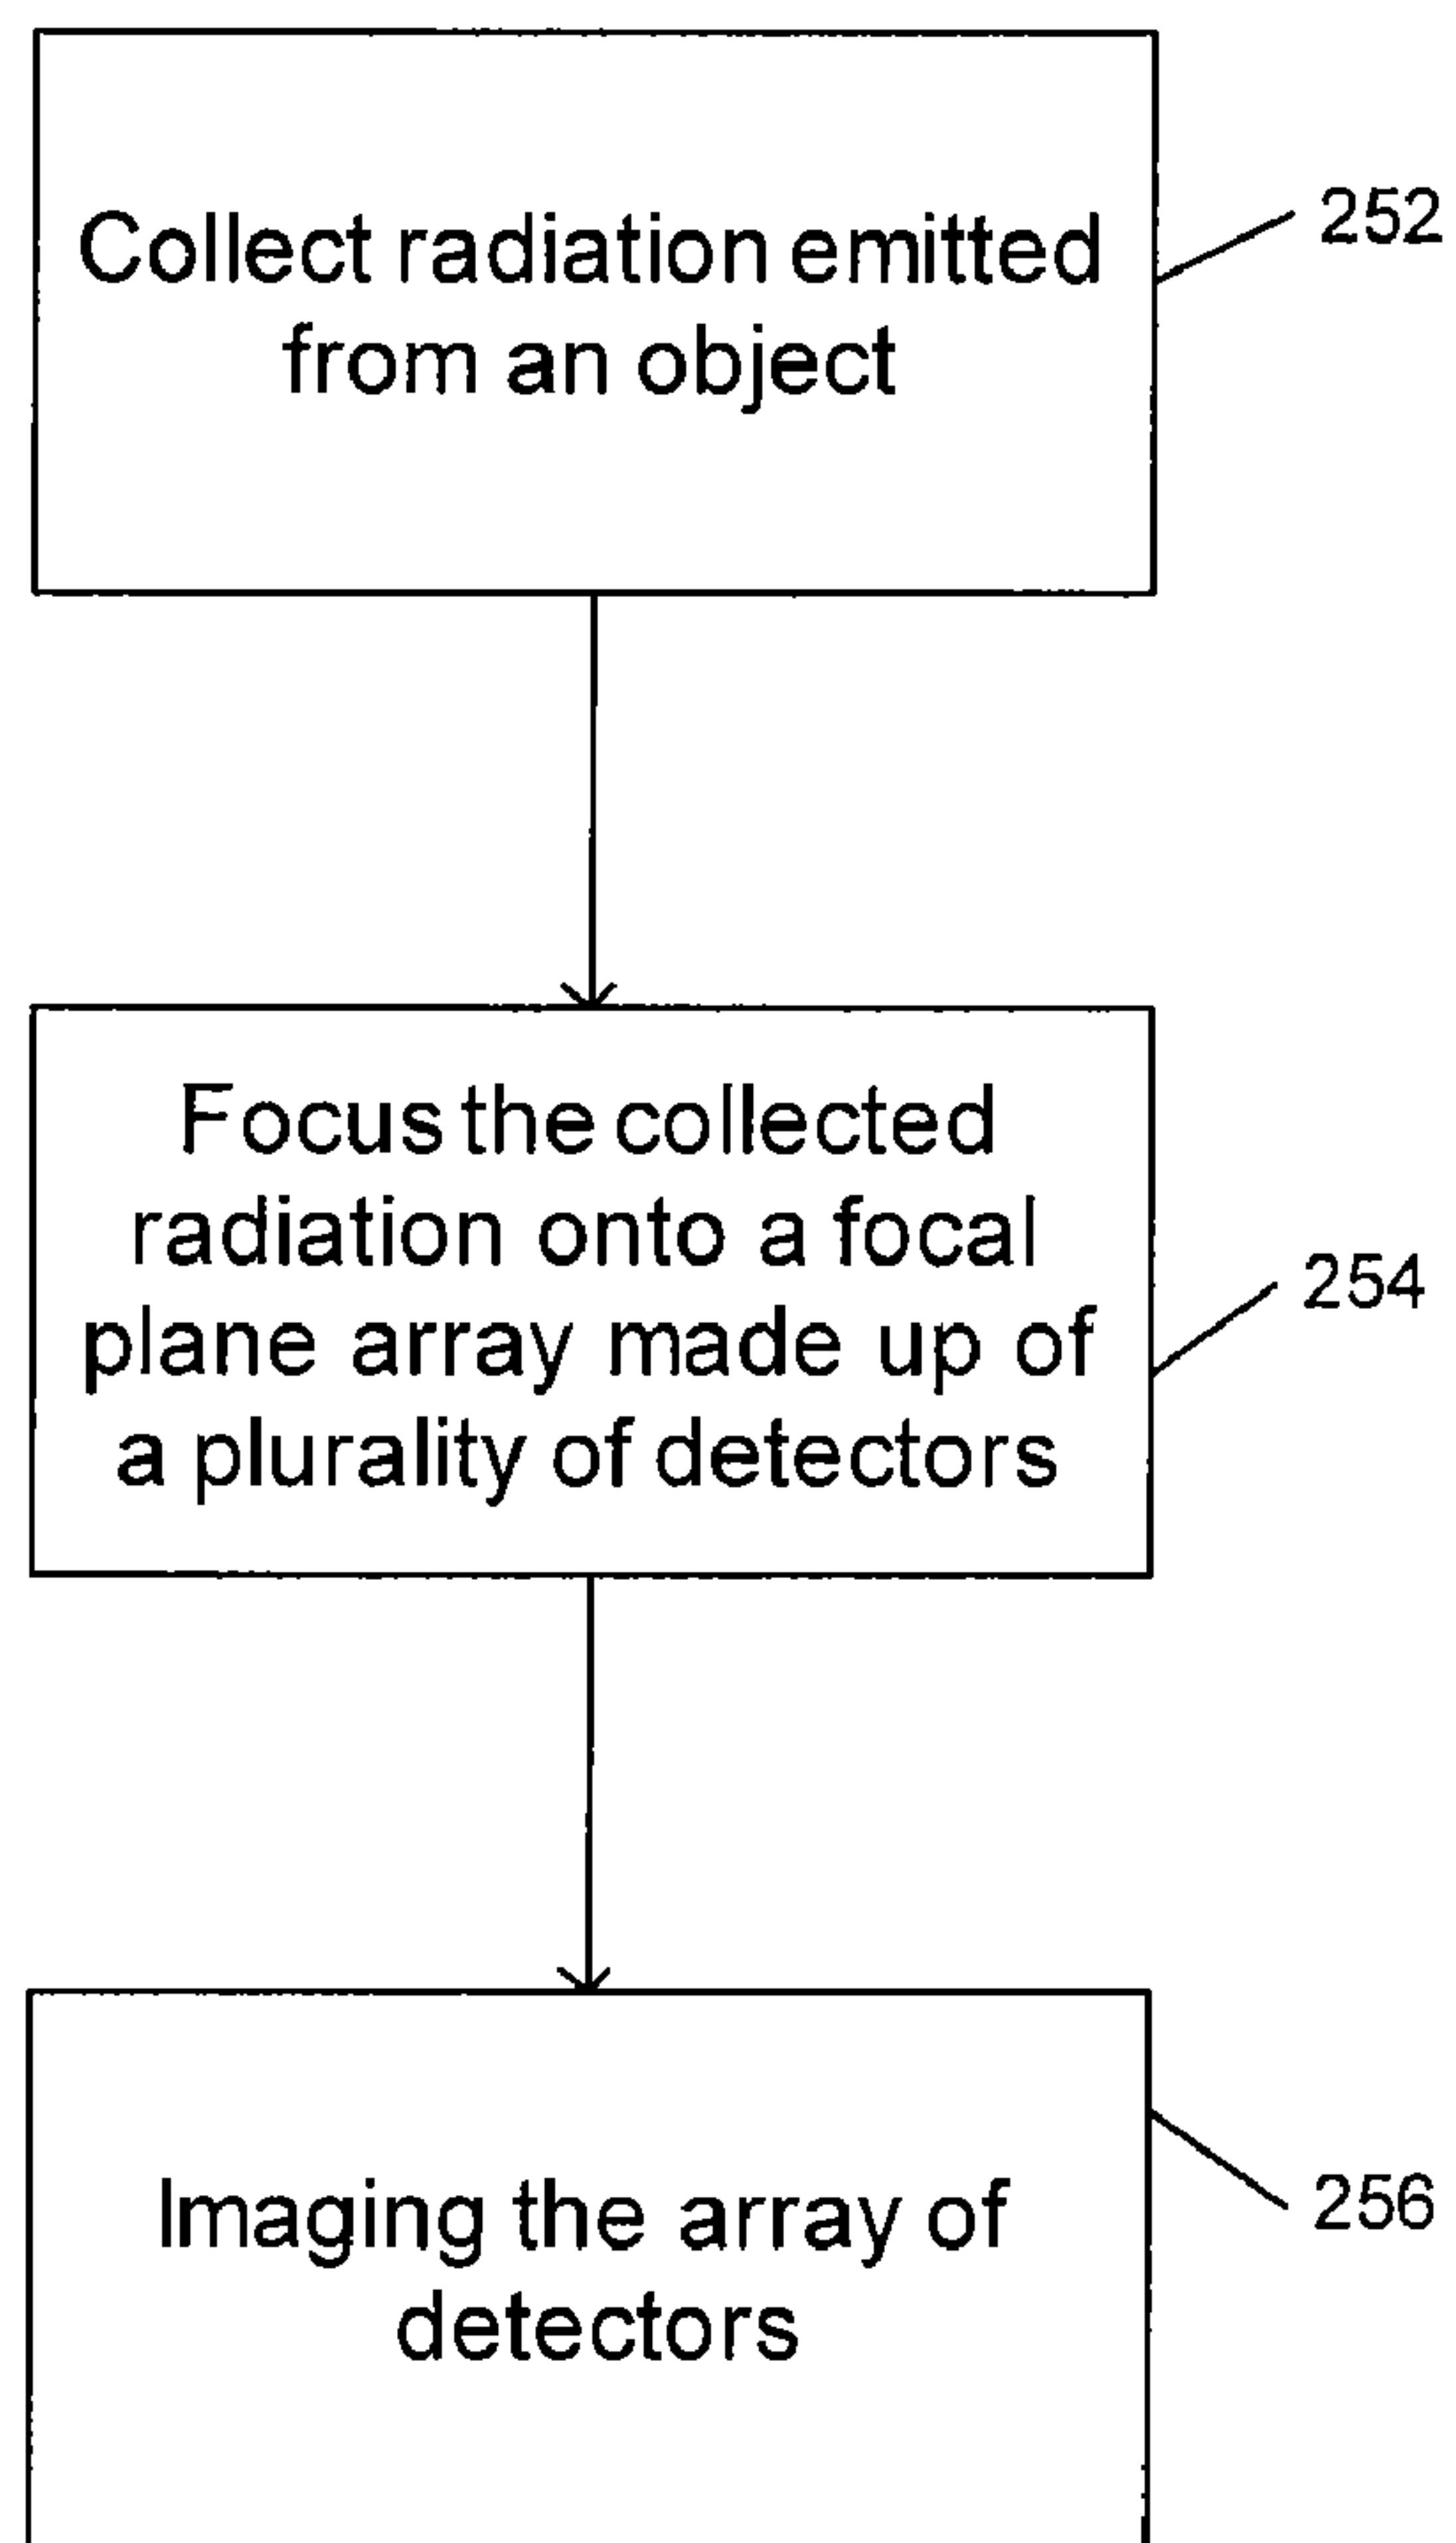 Collect radiation emitted
from an object
252
Focus the collected
radiation onto a focal
plane array made up of
a plurality of detectors
254
Imaging the array of
detectors
256